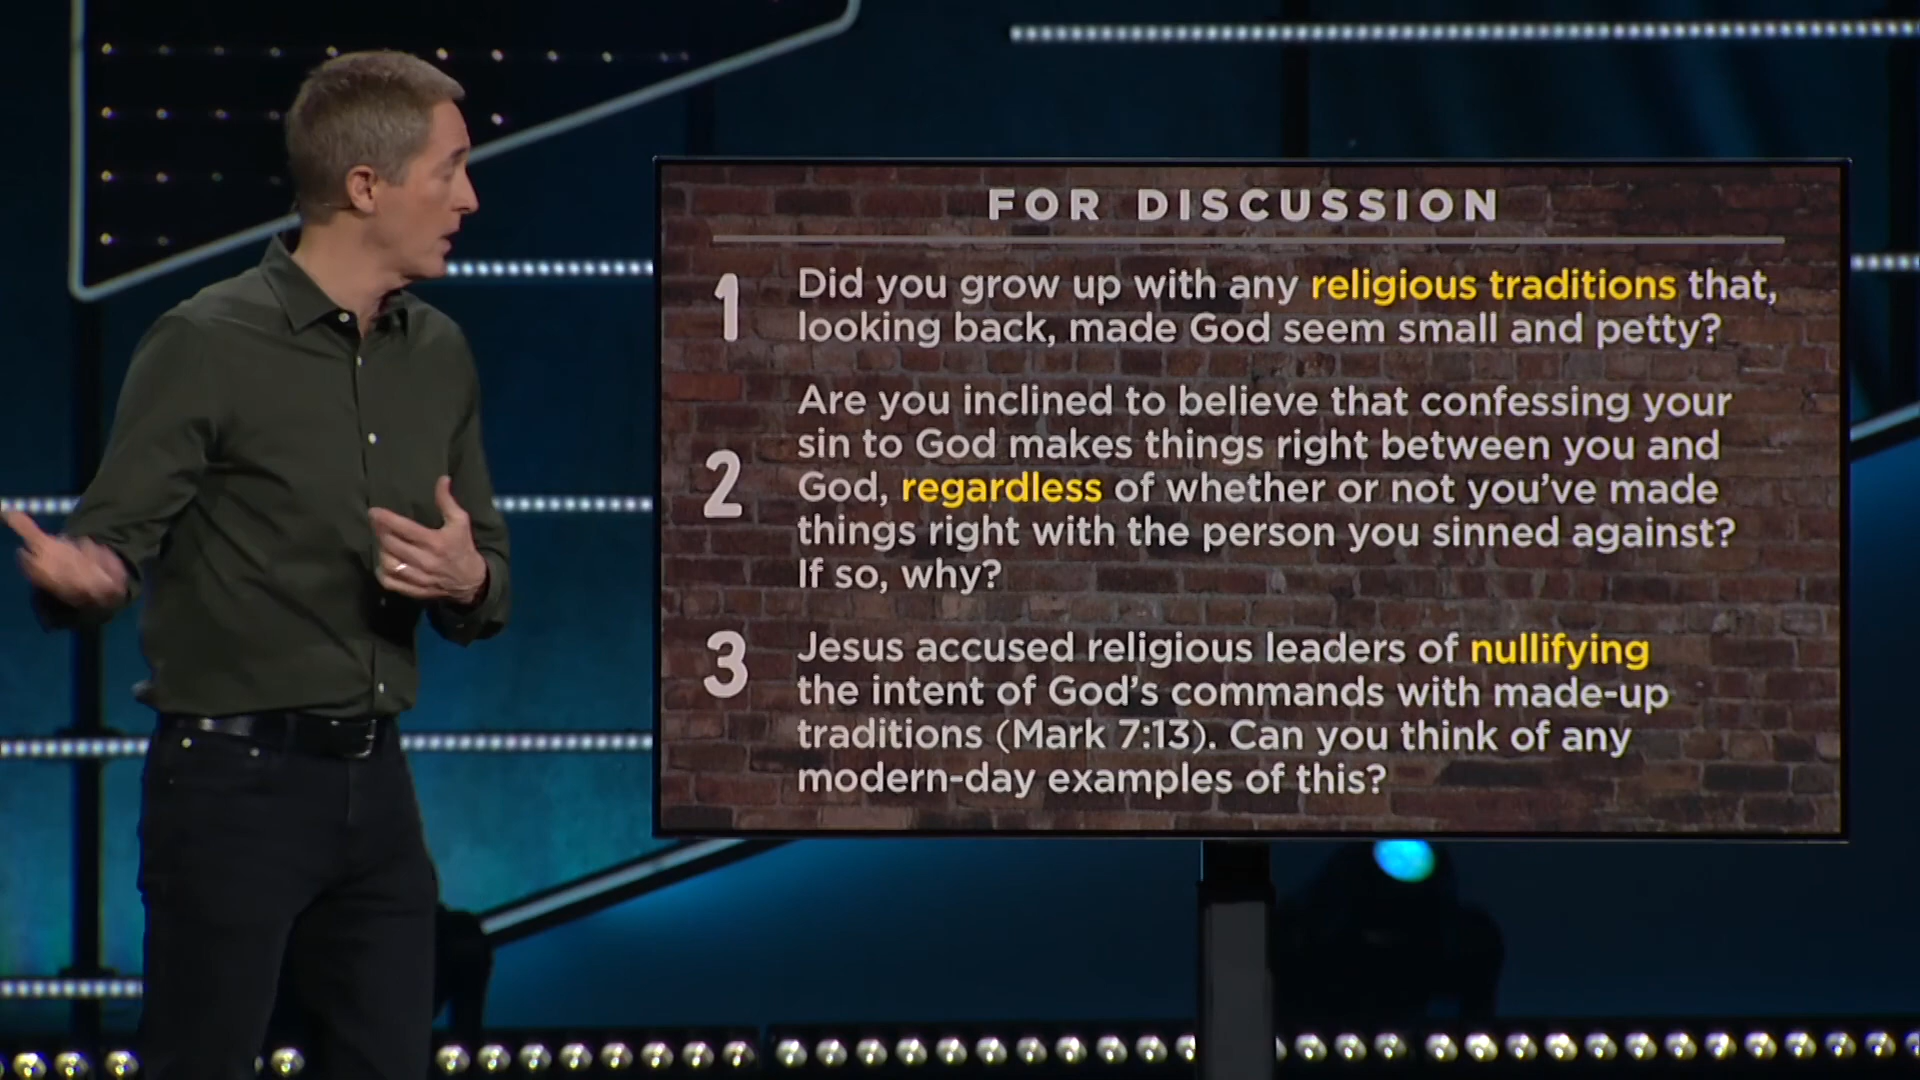 FOR DISCUSSION
1 Did you grow up with any religious traditions that,
looking back, made God seem small and petty?
2 Are you inclined to believe that confessing your
sin to God makes things right between you and
God, regardless of whether or not you've made
things right with the person you sinned against?
If so, why?
3 Jesus accused religious leaders of nullifying
the intent of God's commands with made-up
traditions (Mark 7:13). Can you think of any
modern-day examples of this?